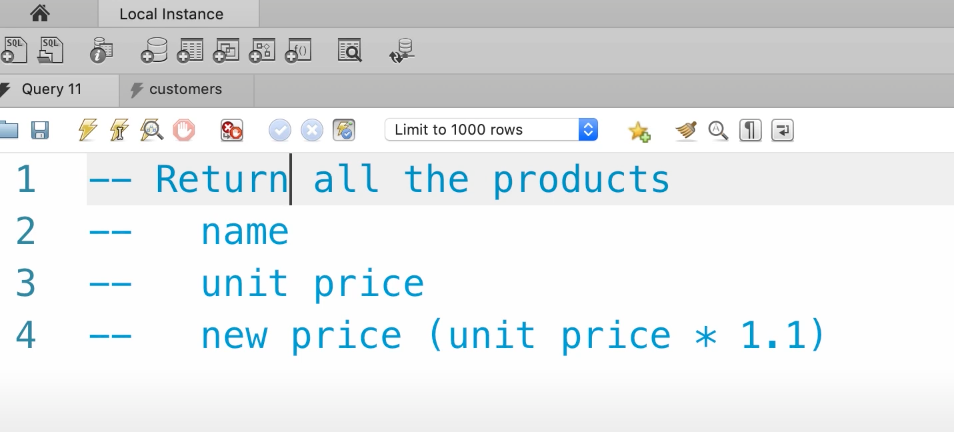 Local Instance
SQL SQL
Query 11 customers
Limit to 1000 rows
1 -- Return all the products
2 -- name
3 -- unit price
4 -- new price (unit price * 1.1)